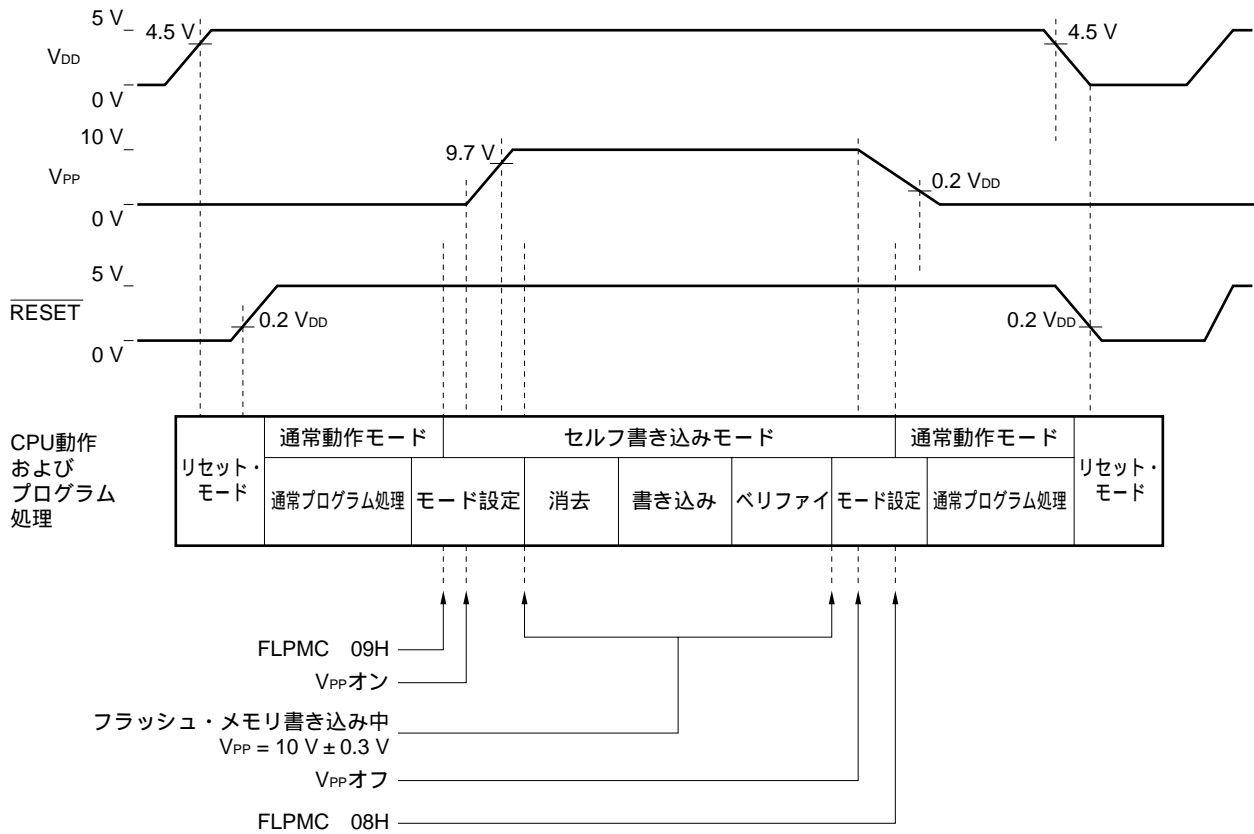 5 V
4.5 V
4.5 V
VDD
0 V
10 V
9.7 V
VPP
0.2 VDD
0 V
5 V
RESET
0.2 VDD
0.2 VDD
0 V
CPU動作
および
プログラム
処理
リセット・
モード
通常動作モード
セルフ書き込みモード
通常動作モード
リセット・
モード
通常プログラム処理
モード設定
消去
書き込み
ベリファイ
モード設定
通常プログラム処理
FLPMC 09H
VPPオン
フラッシュ・メモリ書き込み中
VPP = 10 V ± 0.3 V
VPPオフ
FLPMC 08H